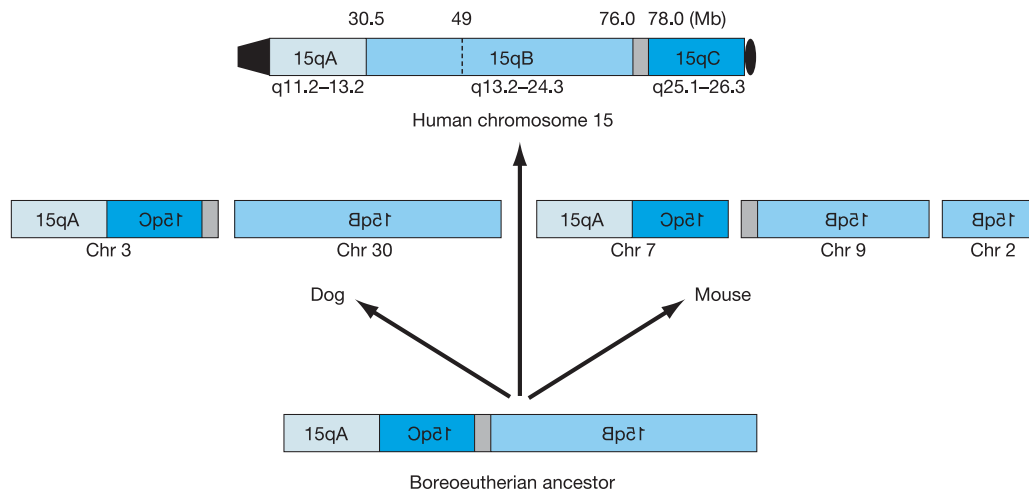 30.5 49 76.0 78.0 (Mb)
15qA 15qB 15qC
q11.2–13.2 q13.2–24.3 q25.1–26.3
Human chromosome 15
15qA 15qC 15qB 15qA 15qC 15qB 15qB
Chr 3 Chr 30 Chr 7 Chr 9 Chr 2
Dog Mouse
15qA 15qC 15qB
Boreoeutherian ancestor